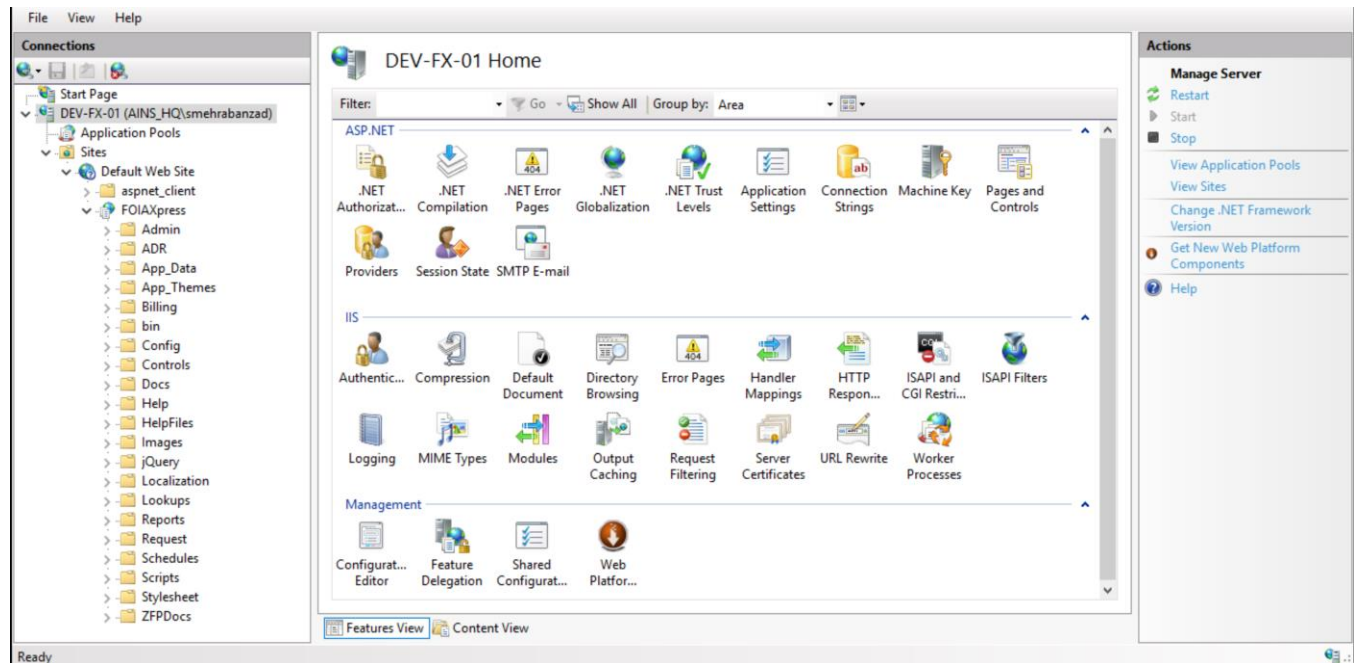 File View Help
Connections
Start Page
DEV-FX-01 (AINS_HQ\smehrabanzad)
Application Pools
Sites
Default Web Site
aspnet_client
FOIAXpress
Admin
ADR
App_Data
App_Themes
Billing
bin
Config
Controls
Docs
Help
HelpFiles
Images
jQuery
Localization
Lookups
Reports
Request
Schedules
Scripts
Stylesheet
ZFPDocs
DEV-FX-01 Home
Filter: Go Show All Group by: Area
ASP.NET
.NET Authorizat...
.NET Compilation
.NET Error Pages
.NET Globalization
.NET Trust Levels
Application Settings
Connection Strings
Machine Key
Pages and Controls
Providers
Session State
SMTP E-mail
IIS
Authentic...
Compression
Default Document
Directory Browsing
Error Pages
Handler Mappings
HTTP Respon...
ISAPI and CGI Restri...
ISAPI Filters
Logging
MIME Types
Modules
Output Caching
Request Filtering
Server Certificates
URL Rewrite
Worker Processes
Management
Configurat... Editor
Feature Delegation
Shared Configurat...
Web Platfor...
Features View Content View
Actions
Manage Server
Restart
Start
Stop
View Application Pools
View Sites
Change .NET Framework
Version
Get New Web Platform
Components
Help
Ready